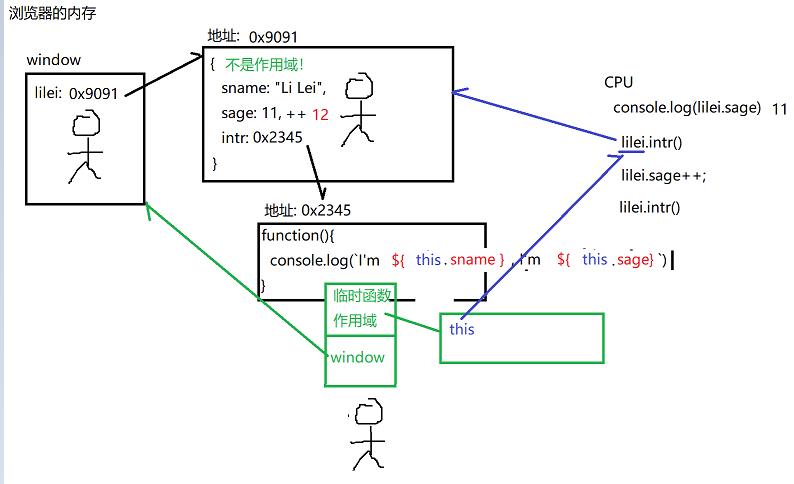 浏览器的内存
window
lilei: 0x9091
地址: 0x9091
{ 不是作用域！
sname: "Li Lei",
sage: 11, ++ 12
intr: 0x2345
}
地址: 0x2345
function(){
console.log(`I'm ${ this.sname } , I'm ${ this.sage}`)
}
临时函数
作用域
window
this
CPU
console.log(lilei.sage) 11
lilei.intr()
lilei.sage++;
lilei.intr()